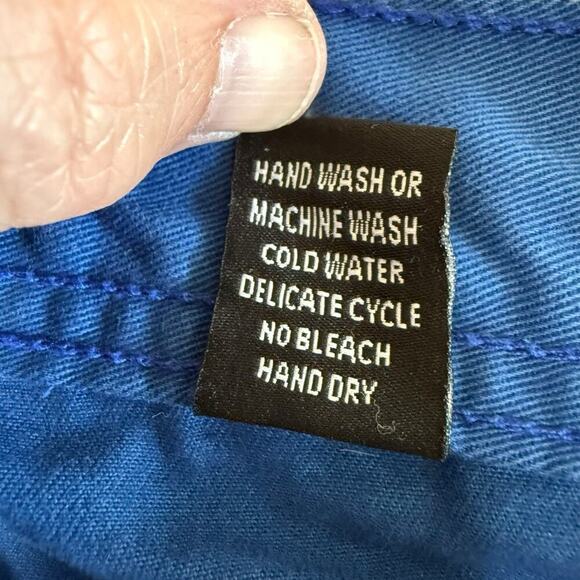 HAND WASH OR
MACHINE WASH
COLD WATER
DELICATE CYCLE
NO BLEACH
HAND DRY